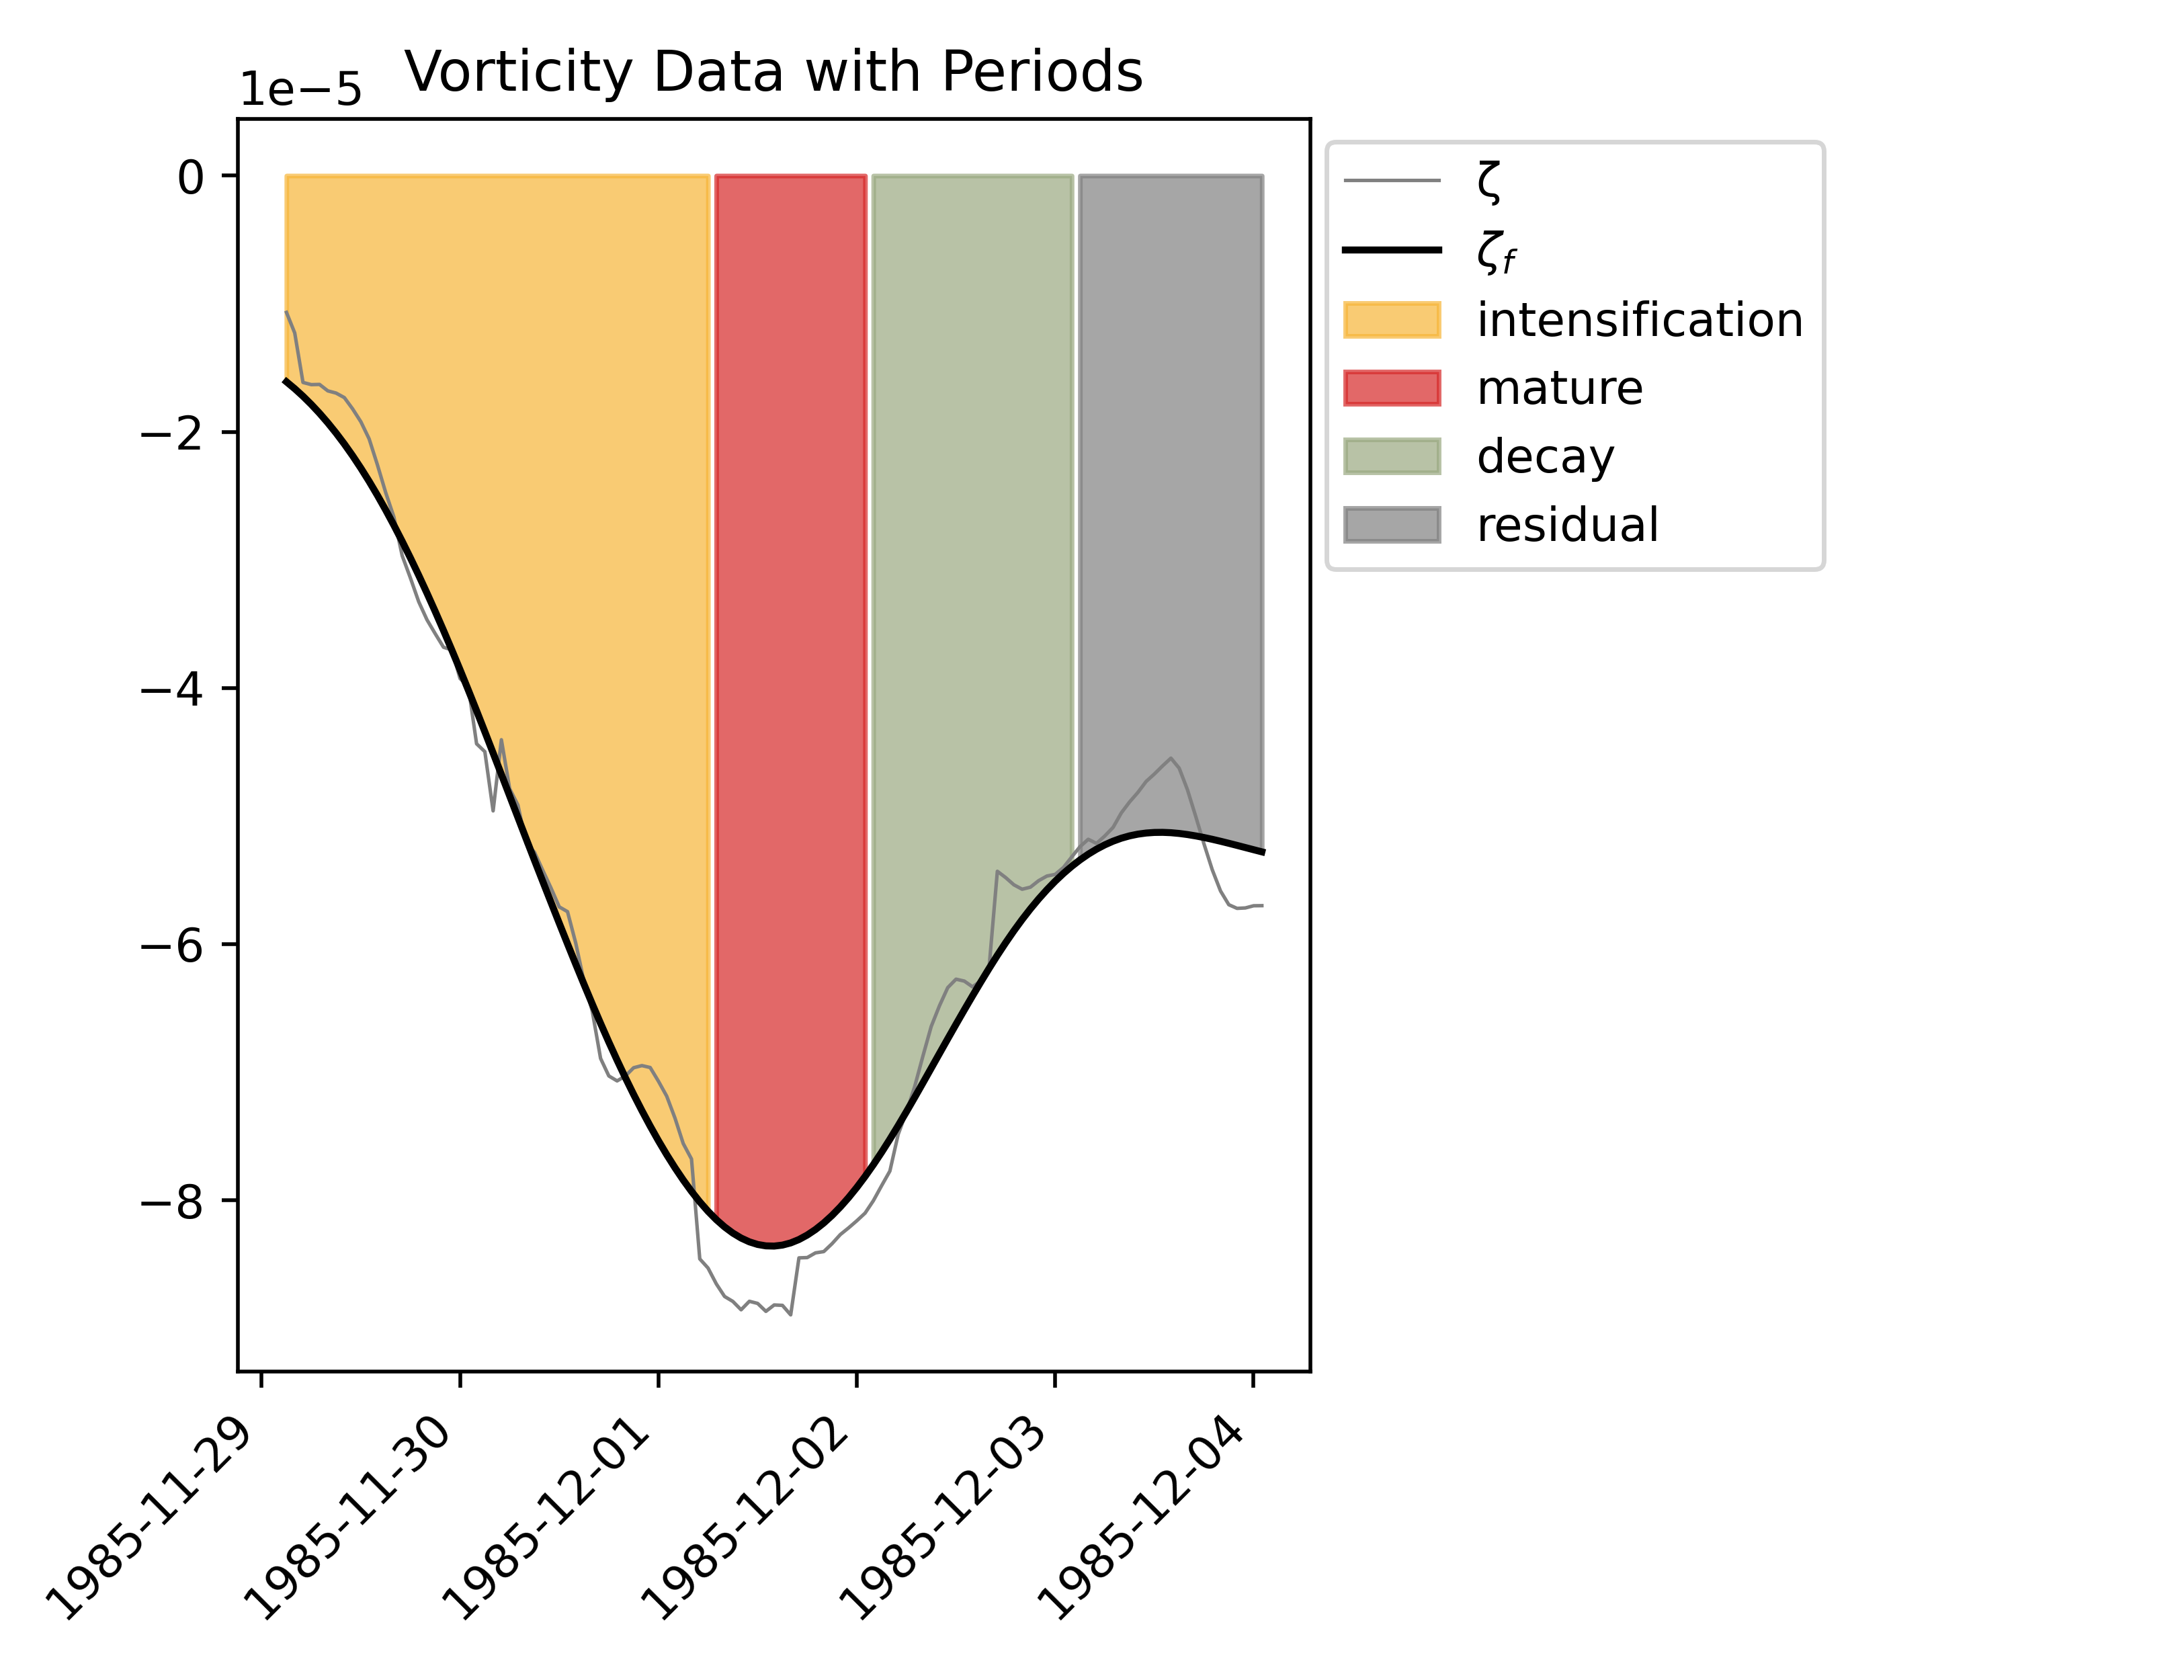 Vorticity Data with Periods
1e−5
0
−2
−4
−6
−8
1985-11-29
1985-11-30
1985-12-01
1985-12-02
1985-12-03
1985-12-04
ζ
ζf
intensification
mature
decay
residual